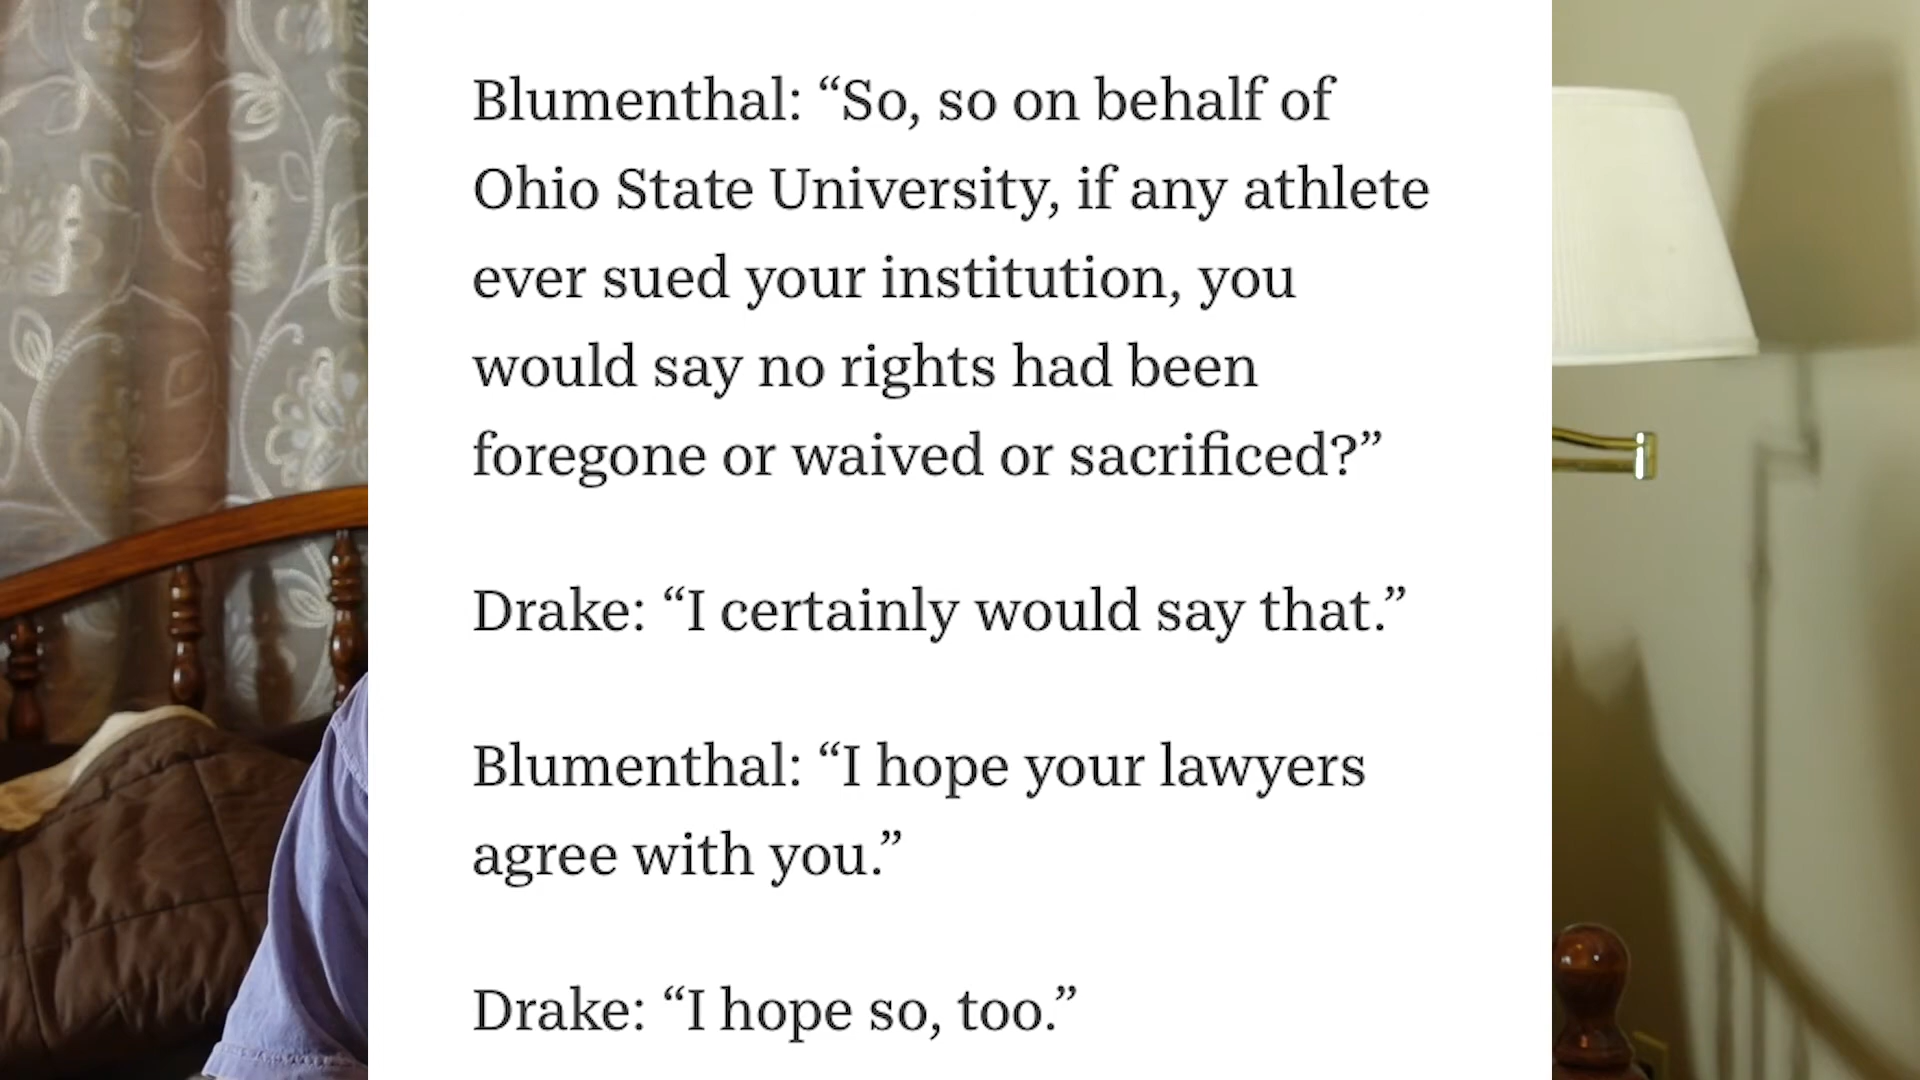 Blumenthal: “So, so on behalf of
Ohio State University, if any athlete
ever sued your institution, you
would say no rights had been
foregone or waived or sacrificed?”
Drake: “I certainly would say that.”
Blumenthal: “I hope your lawyers
agree with you.”
Drake: “I hope so, too.”